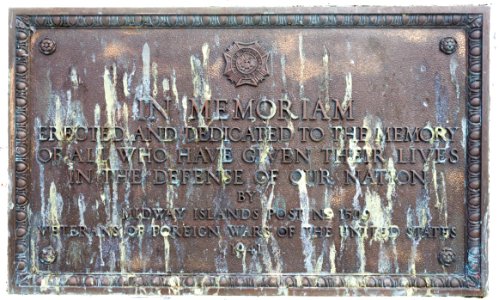 IN MEMORIAM
ERECTED AND DEDICATED TO THE MEMORY
OF ALL WHO HAVE GIVEN THEIR LIVES
IN THE DEFENSE OF OUR NATION
BY
MIDWAY ISLANDS POST No 1509
VETERANS OF FOREIGN WARS OF THE UNITED STATES
1941